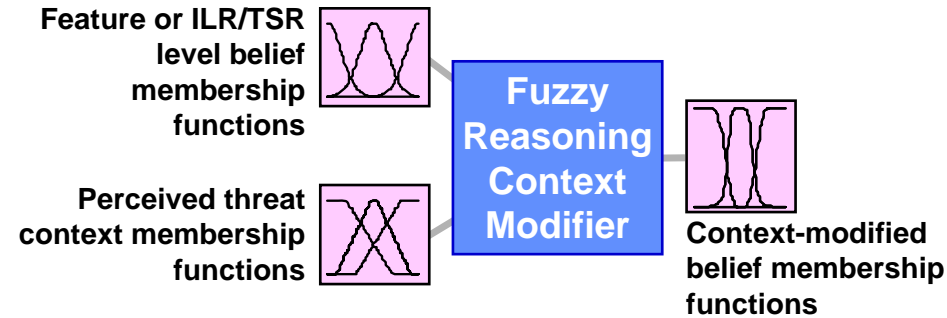 Feature or ILR/TSR
level belief
membership
functions
Perceived threat
context membership
functions
Fuzzy
Reasoning
Context
Modifier
Context-modified
belief membership
functions